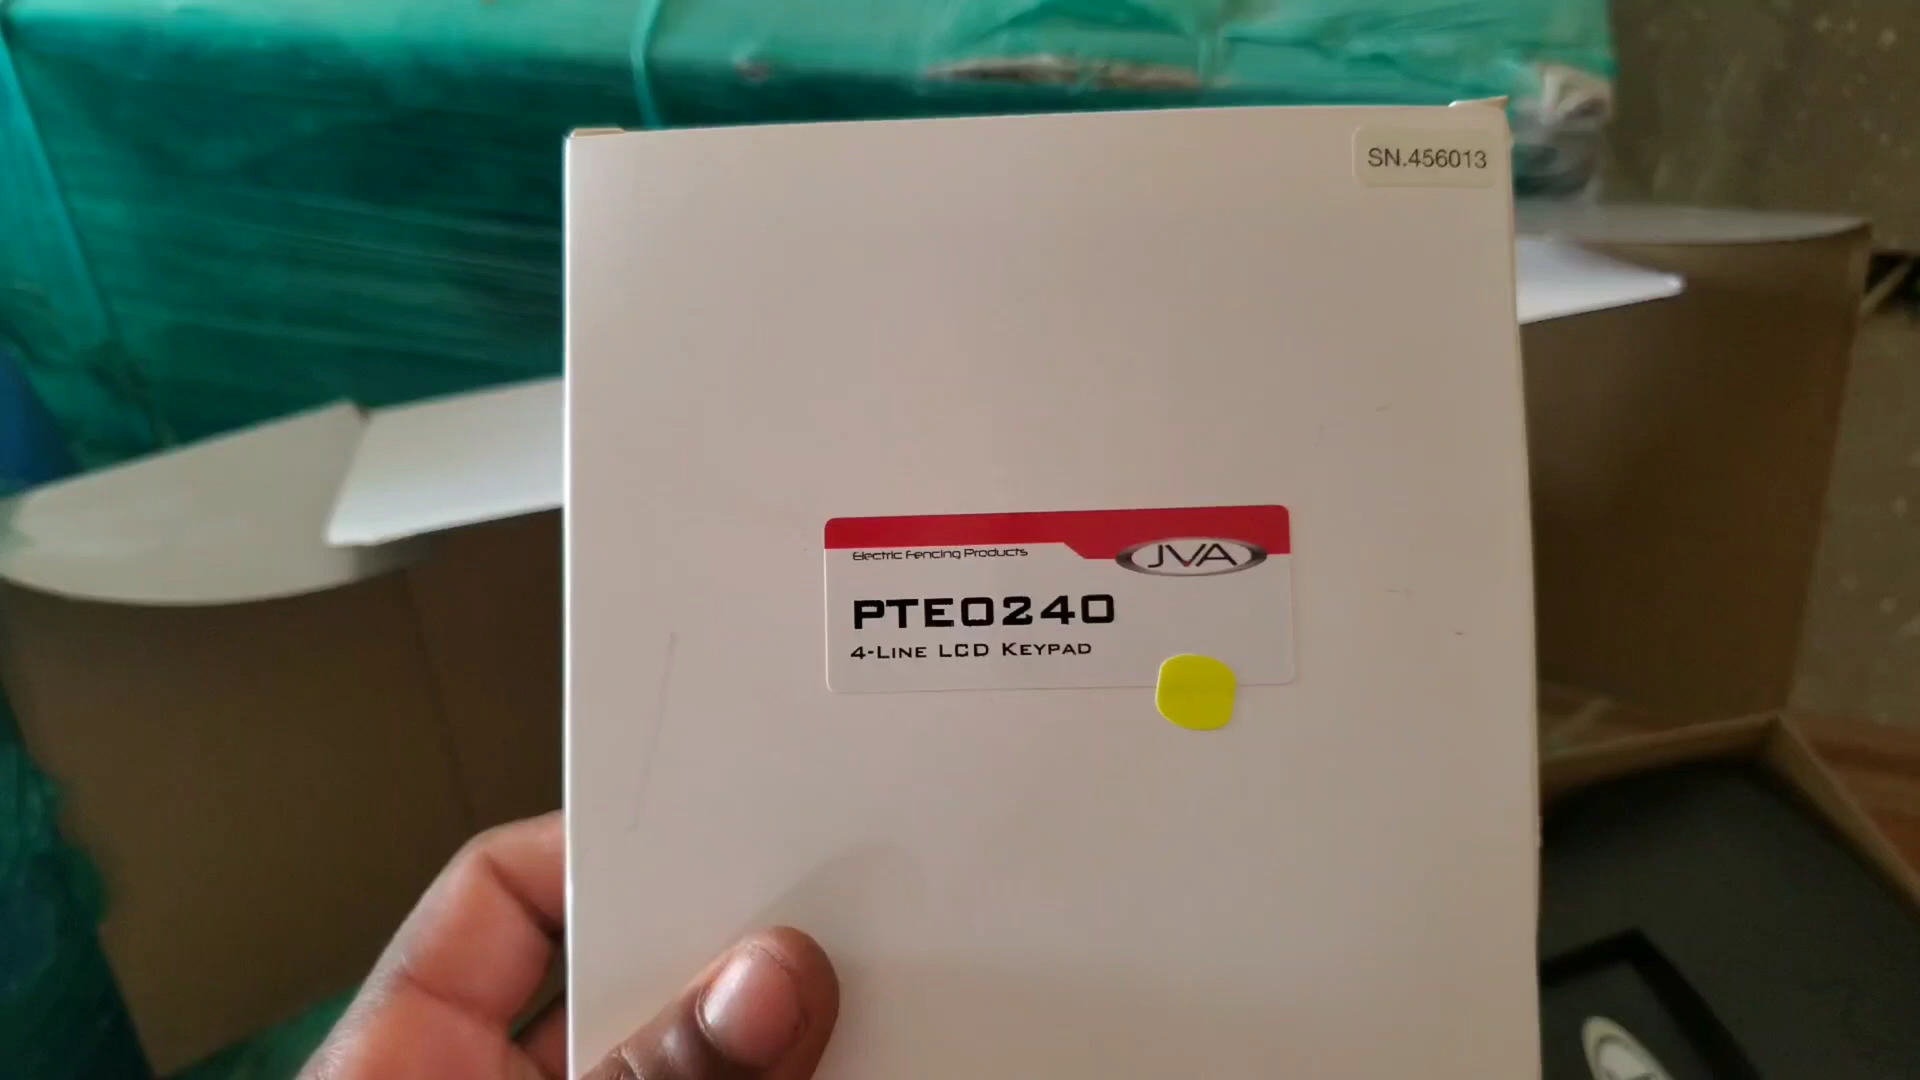 SN.456013
Electric Fencing Products
JVA
PTE0240
4-Line LCD Keypad